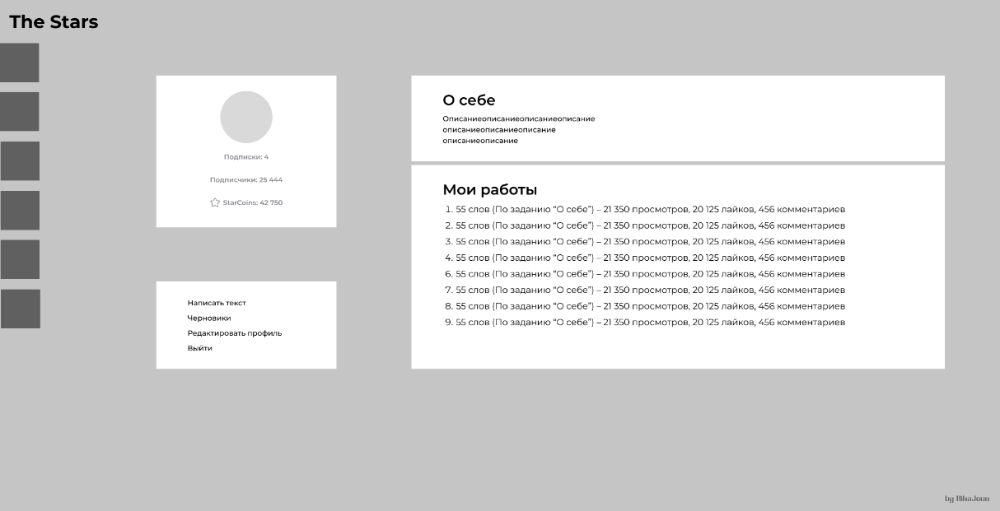 The Stars
Подписки: 4
Подписчики: 25 444
StarCoins: 42 750
Написать текст
Черновики
Редактировать профиль
Выйти
О себе
Описаниеописаниеописаниеописание
описаниеописаниеописание
описаниеописание
Мои работы
1. 55 слов (По заданию “О себе”) – 21 350 просмотров, 20 125 лайков, 456 комментариев
2. 55 слов (По заданию “О себе”) – 21 350 просмотров, 20 125 лайков, 456 комментариев
3. 55 слов (По заданию “О себе”) – 21 350 просмотров, 20 125 лайков, 456 комментариев
4. 55 слов (По заданию “О себе”) – 21 350 просмотров, 20 125 лайков, 456 комментариев
6. 55 слов (По заданию “О себе”) – 21 350 просмотров, 20 125 лайков, 456 комментариев
7. 55 слов (По заданию “О себе”) – 21 350 просмотров, 20 125 лайков, 456 комментариев
8. 55 слов (По заданию “О себе”) – 21 350 просмотров, 20 125 лайков, 456 комментариев
9. 55 слов (По заданию “О себе”) – 21 350 просмотров, 20 125 лайков, 456 комментариев
by NikaJoun